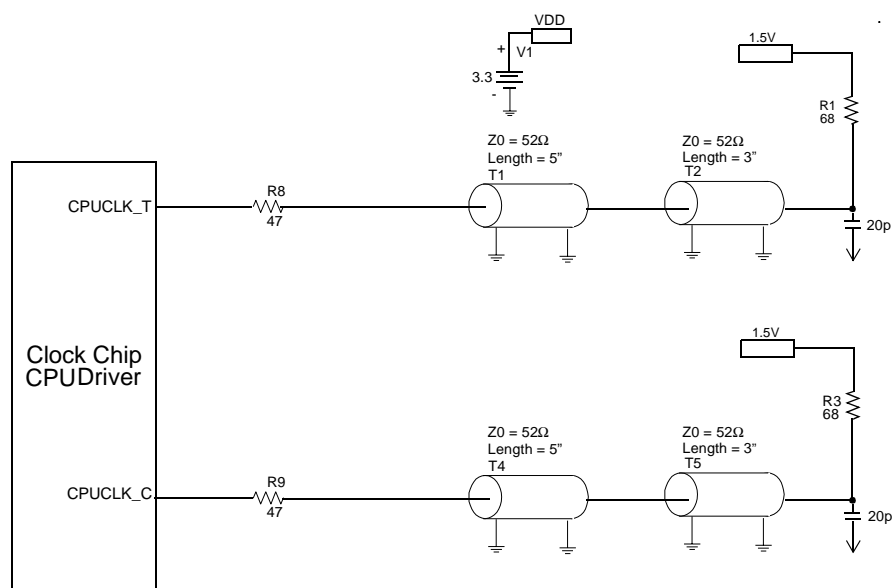 VDD
+
V1
3.3
-
1.5V
R1
68
Z0 = 52Ω
Length = 5"
T1
Z0 = 52Ω
Length = 3"
T2
CPUCLK_T
R8
47
20p
1.5V
Clock Chip
CPUDriver
R3
68
Z0 = 52Ω
Length = 5"
T4
Z0 = 52Ω
Length = 3"
T5
CPUCLK_C
R9
47
20p